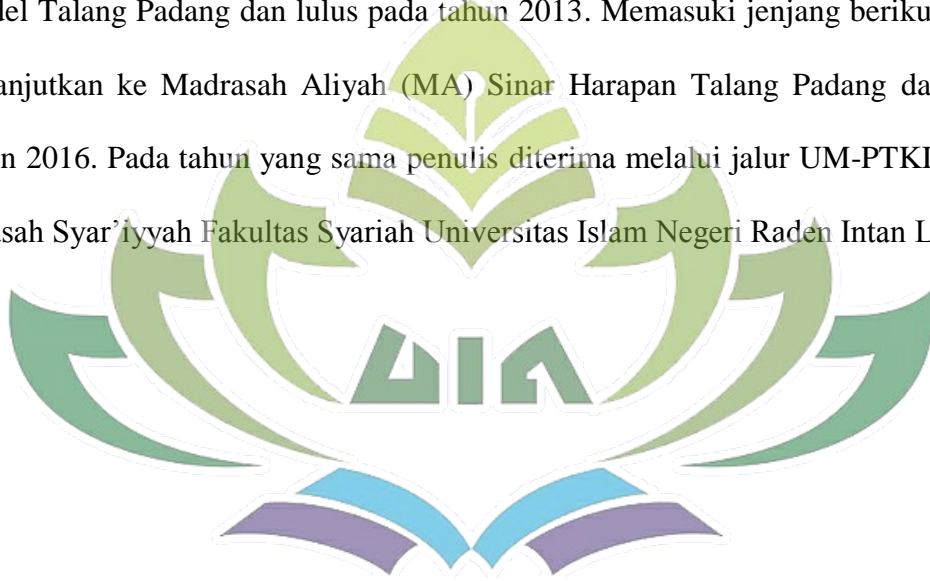 del Talang Padang dan lulus pada tahun 2013. Memasuki jenjang beriku
anjutkan ke Madrasah Aliyah (MA) Sinar Harapan Talang Padang da
n 2016. Pada tahun yang sama penulis diterima melalui jalur UM-PTKI
sah Syar’iyyah Fakultas Syariah Universitas Islam Negeri Raden Intan L
UIN